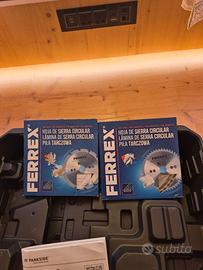 FERREX
HOJA DE SIERRA CIRCULAR
LÂMINA DE SERRA CIRCULAR
PIŁA TARCZOWA
FERREX
HOJA DE SIERRA CIRCULAR
LÂMINA DE SERRA CIRCULAR
PIŁA TARCZOWA
PARKSIDE
subito